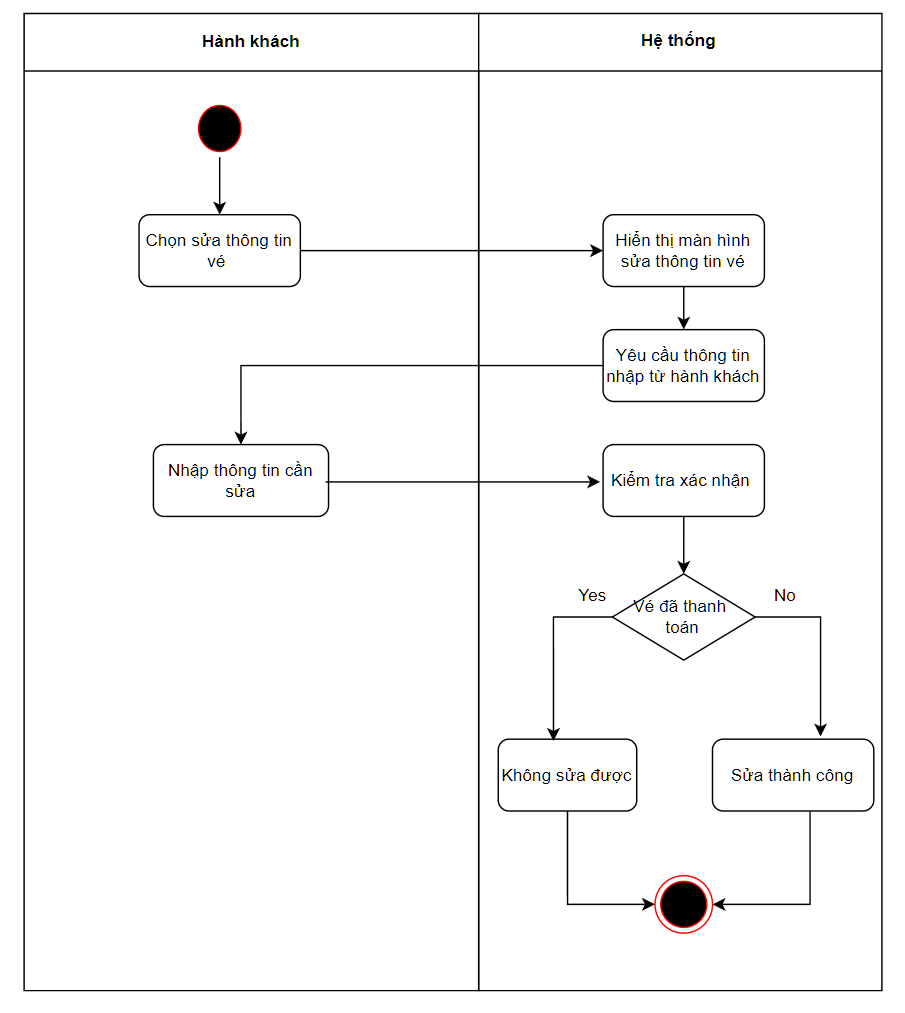 Hành khách
Hệ thống
Chọn sửa thông tin
vé
Hiển thị màn hình
sửa thông tin vé
Yêu cầu thông tin
nhập từ hành khách
Nhập thông tin cần
sửa
Kiểm tra xác nhận
Yes
Vé đã thanh
toán
No
Không sửa được
Sửa thành công